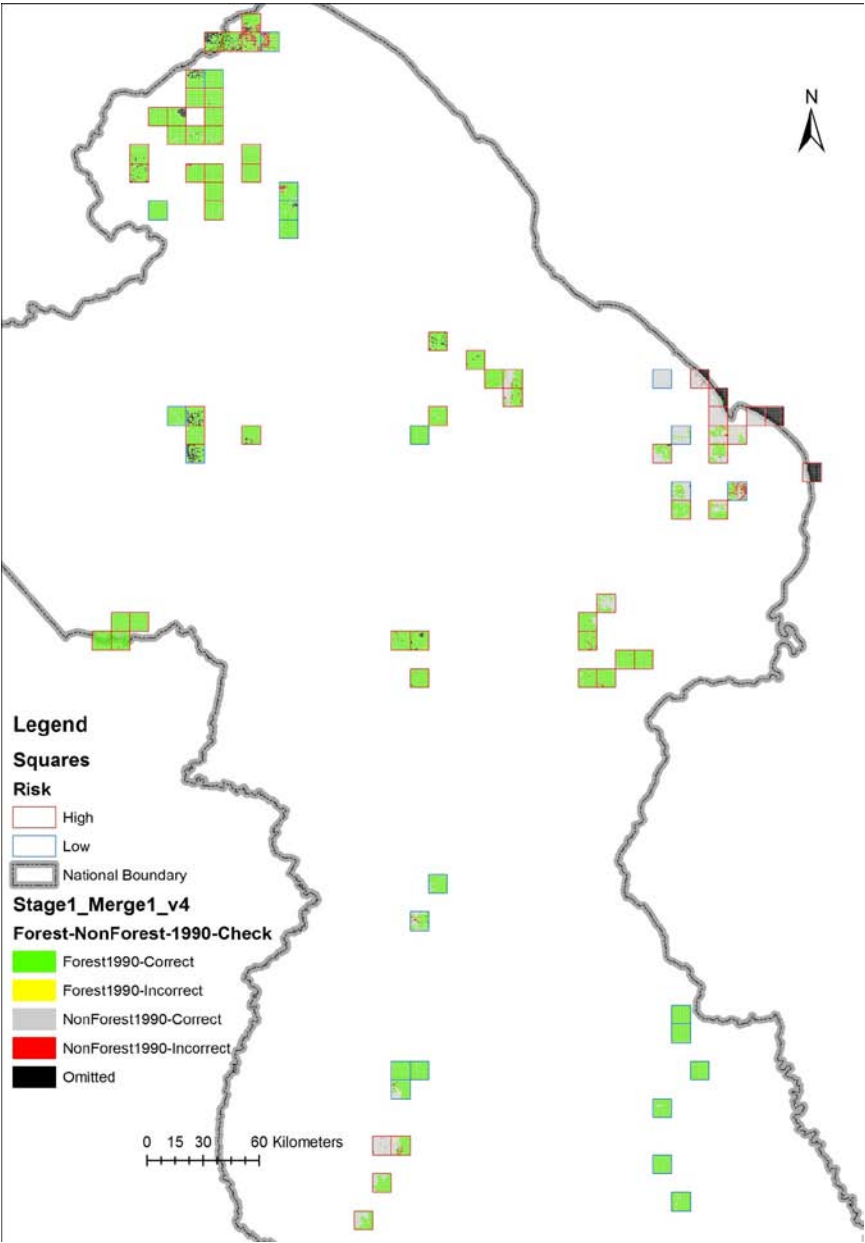 N
Legend
Squares
Risk
High
Low
National Boundary
Stage1_Merge1_v4
Forest-NonForest-1990-Check
Forest1990-Correct
Forest1990-Incorrect
NonForest1990-Correct
NonForest1990-Incorrect
Omitted
0 15 30 60 Kilometers